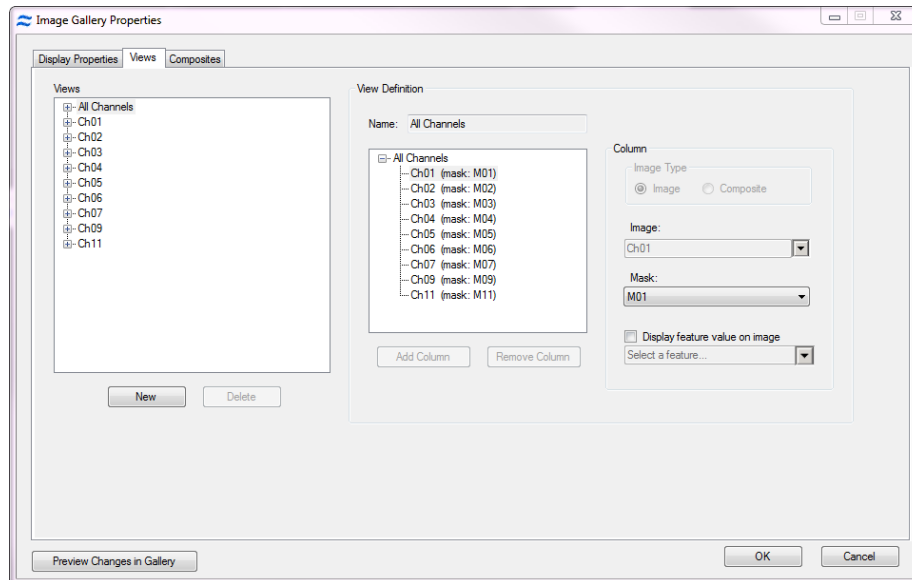 Image Gallery Properties
Display Properties
Views
Composites
Views
All Channels
Ch01
Ch02
Ch03
Ch04
Ch05
Ch06
Ch07
Ch09
Ch11
New
Delete
View Definition
Name: All Channels
All Channels
Ch01 (mask: M01)
Ch02 (mask: M02)
Ch03 (mask: M03)
Ch04 (mask: M04)
Ch05 (mask: M05)
Ch06 (mask: M06)
Ch07 (mask: M07)
Ch09 (mask: M09)
Ch11 (mask: M11)
Add Column
Remove Column
Column
Image Type
Image
Composite
Image:
Ch01
Mask:
M01
Display feature value on image
Select a feature...
Preview Changes in Gallery
OK
Cancel